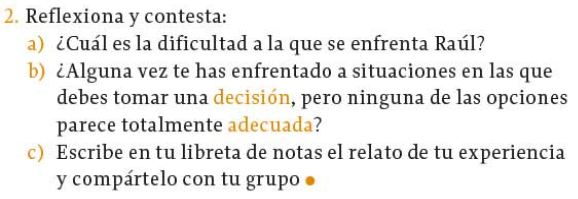 2. Reflexiona y contesta:
a) ¿Cuál es la dificultad a la que se enfrenta Raúl?
b) ¿Alguna vez te has enfrentado a situaciones en las que
debes tomar una decisión, pero ninguna de las opciones
parece totalmente adecuada?
c) Escribe en tu libreta de notas el relato de tu experiencia
y compártelo con tu grupo ●